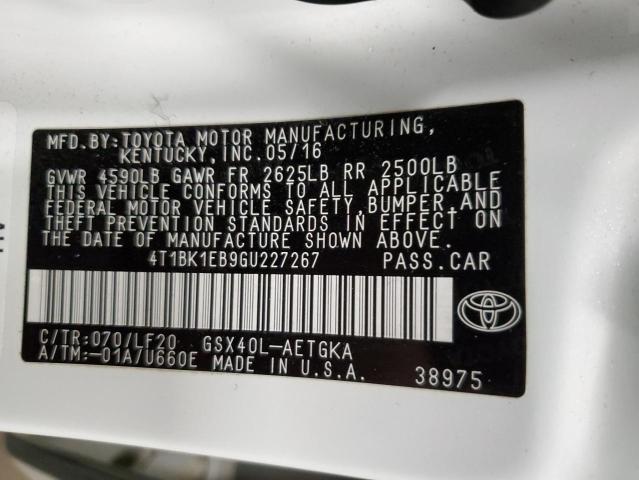 MFD.BY:TOYOTA MOTOR MANUFACTURING,
KENTUCKY, INC.05/16
GVWR 4590LB GAWR FR 2625LB RR 2500LB
THIS VEHICLE CONFORMS TO ALL APPLICABLE
FEDERAL MOTOR VEHICLE SAFETY,BUMPER,AND
THEFT PREVENTION STANDARDS IN EFFECT ON
THE DATE OF MANUFACTURE SHOWN ABOVE.
4T1BK1EB9GU227267 PASS.CAR
C/TR:070/LF20 GSX40L-AETGKA
A/TM:-01A/U660E MADE IN U.S.A. 38975
TOYOTA